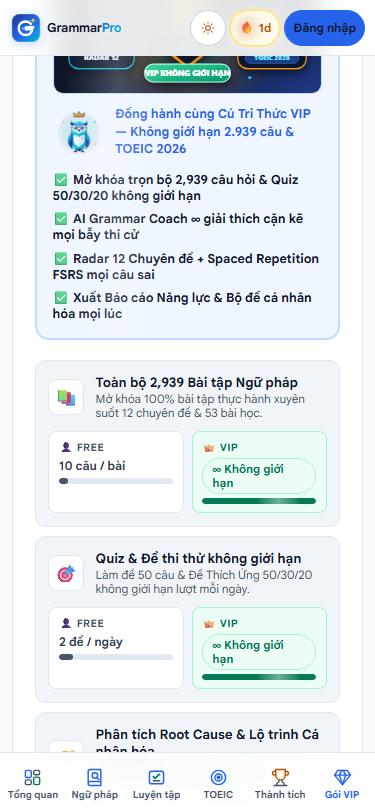 GrammarPro
1d
Đăng nhập
RADAR 12
TOEIC 2026
VIP KHÔNG GIỚI HẠN
Đồng hành cùng Cú Tri Thức VIP
— Không giới hạn 2.939 câu &
TOEIC 2026
Mở khóa trọn bộ 2,939 câu hỏi & Quiz
50/30/20 không giới hạn
AI Grammar Coach ∞ giải thích cặn kẽ
mọi bẫy thi cử
Radar 12 Chuyên đề + Spaced Repetition
FSRS mọi câu sai
Xuất Báo cáo Năng lực & Bộ đề cá nhân
hóa mọi lúc
Toàn bộ 2,939 Bài tập Ngữ pháp
Mở khóa 100% bài tập thực hành xuyên
suốt 12 chuyên đề & 53 bài học.
FREE
10 câu / bài
VIP
∞ Không giới
hạn
Quiz & Đề thi thử không giới hạn
Làm đề 50 câu & Đề Thích Ứng 50/30/20
không giới hạn lượt mỗi ngày.
FREE
2 đề / ngày
VIP
∞ Không giới
hạn
Phân tích Root Cause & Lộ trình Cá
nhân hóa
Tổng quan
Ngữ pháp
Luyện tập
TOEIC
Thành tích
Gói VIP